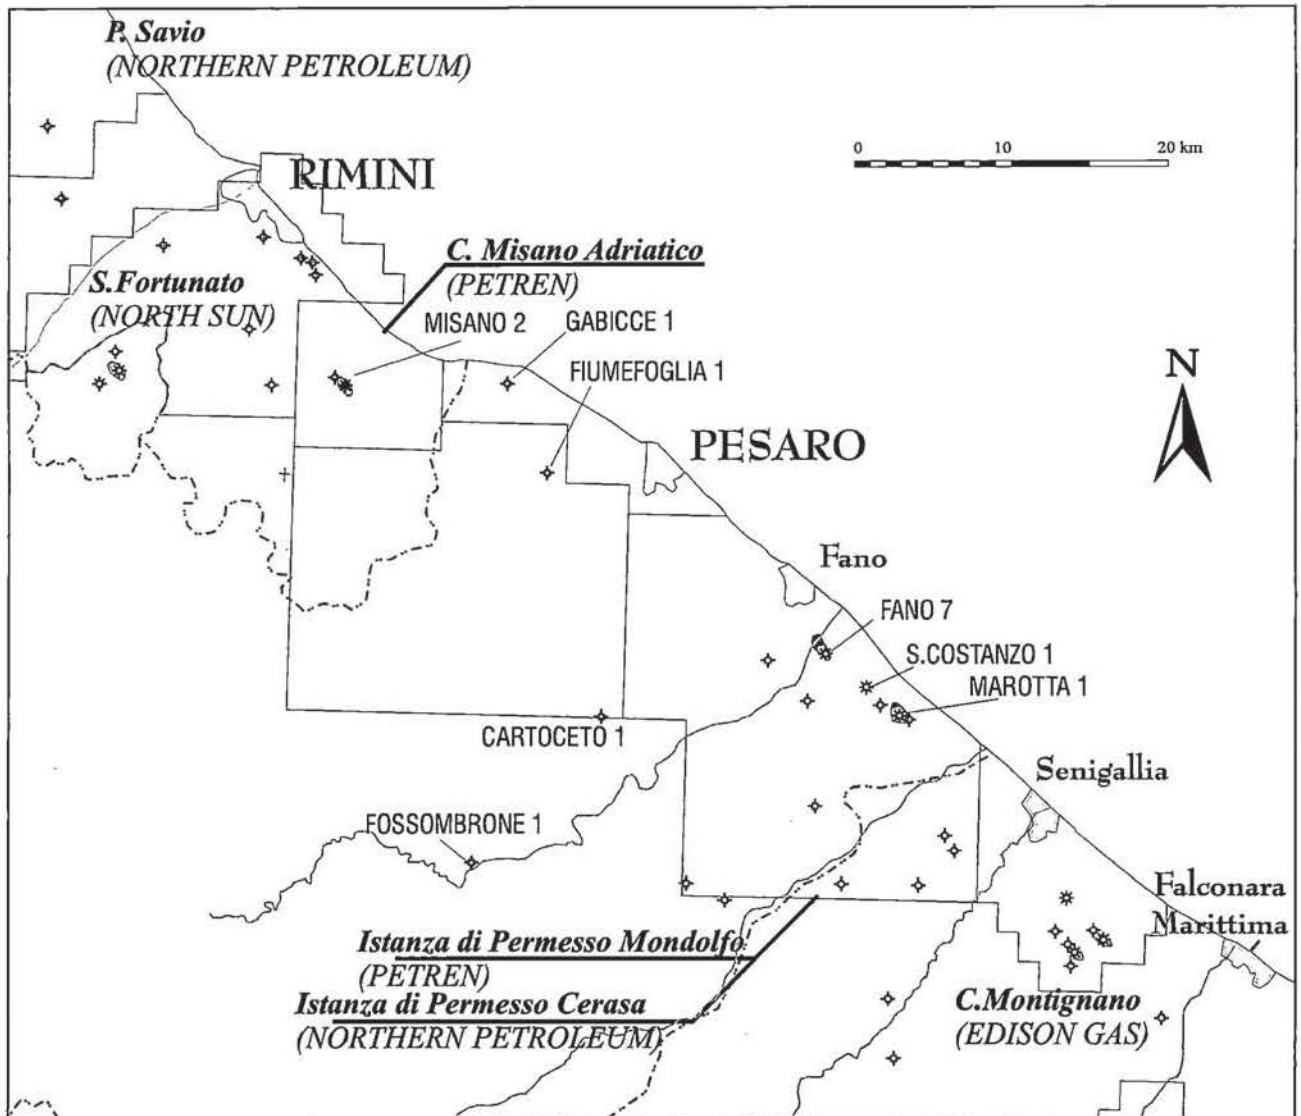 P. Savio
(NORTHERN PETROLEUM)
RIMINI
0 10 20 km
S.Fortunato
(NORTH SUN)
C. Misano Adriatico
(PETREN)
MISANO 2
GABICCE 1
FIUMEFOGLIA 1
N
PESARO
Fano
FANO 7
S.COSTANZO 1
MAROTTA 1
CARTOCETO 1
Senigallia
FOSSOMBRONE 1
Falconara
Marittima
Istanza di Permesso Mondolfo
(PETREN)
Istanza di Permesso Cerasa
(NORTHERN PETROLEUM)
C.Montignano
(EDISON GAS)